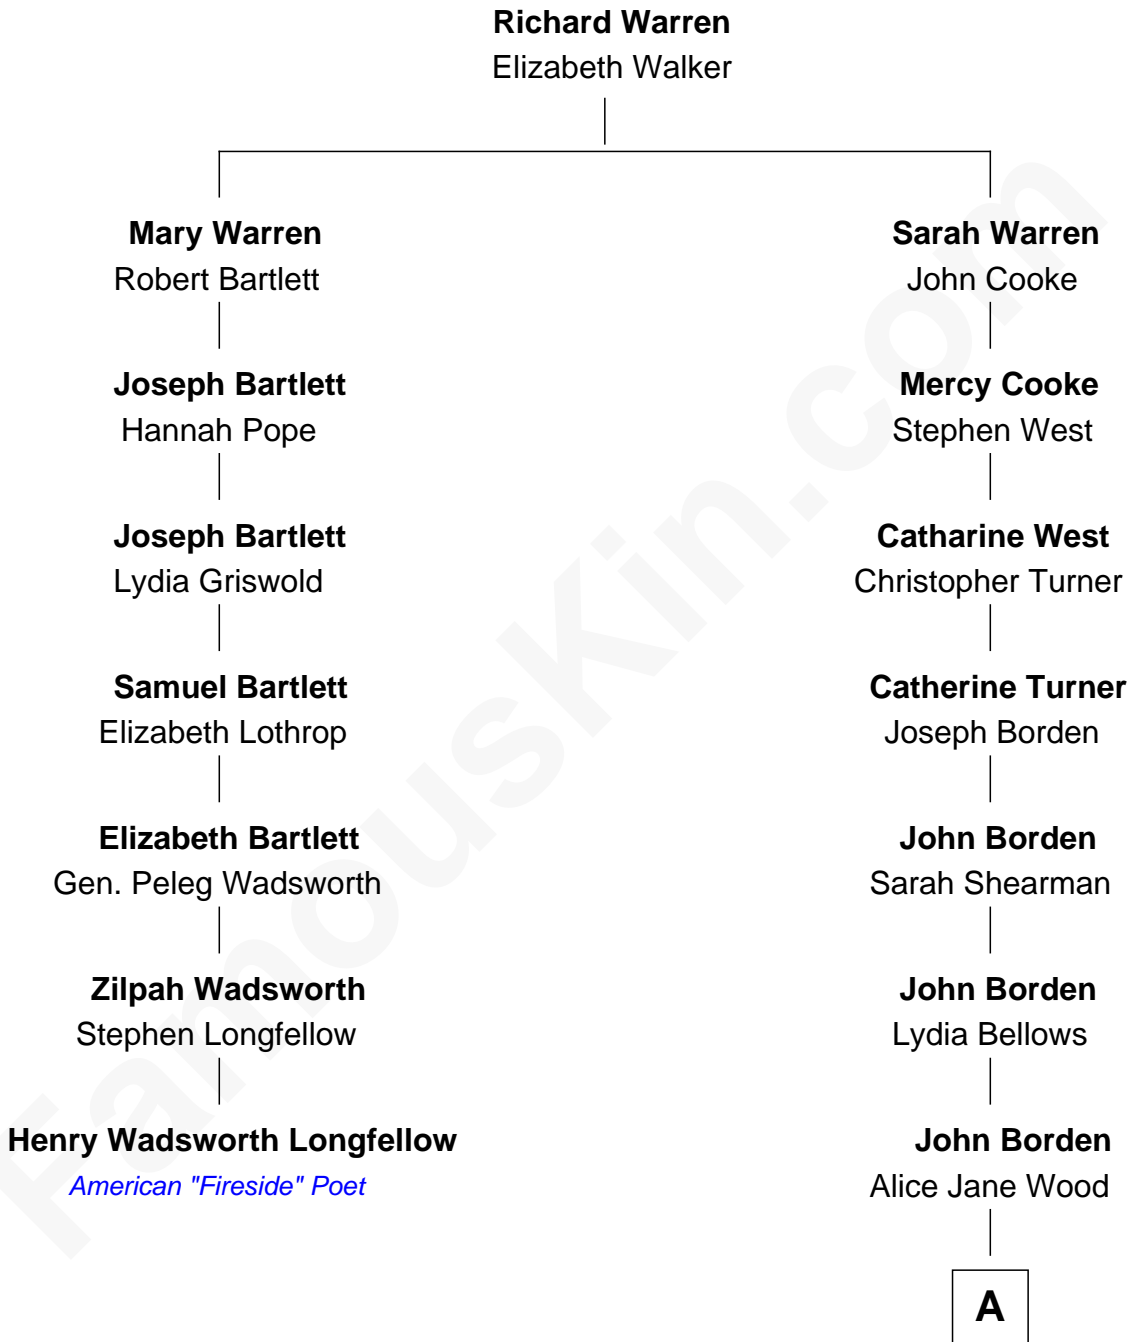 Richard Warren
Elizabeth Walker
Mary Warren
Robert Bartlett
Sarah Warren
John Cooke
Joseph Bartlett
Hannah Pope
Mercy Cooke
Stephen West
Joseph Bartlett
Lydia Griswold
Catharine West
Christopher Turner
Samuel Bartlett
Elizabeth Lothrop
Catherine Turner
Joseph Borden
Elizabeth Bartlett
Gen. Peleg Wadsworth
John Borden
Sarah Shearman
Zilpah Wadsworth
Stephen Longfellow
John Borden
Lydia Bellows
Henry Wadsworth Longfellow
American "Fireside" Poet
John Borden
Alice Jane Wood
A
FamousKin.com